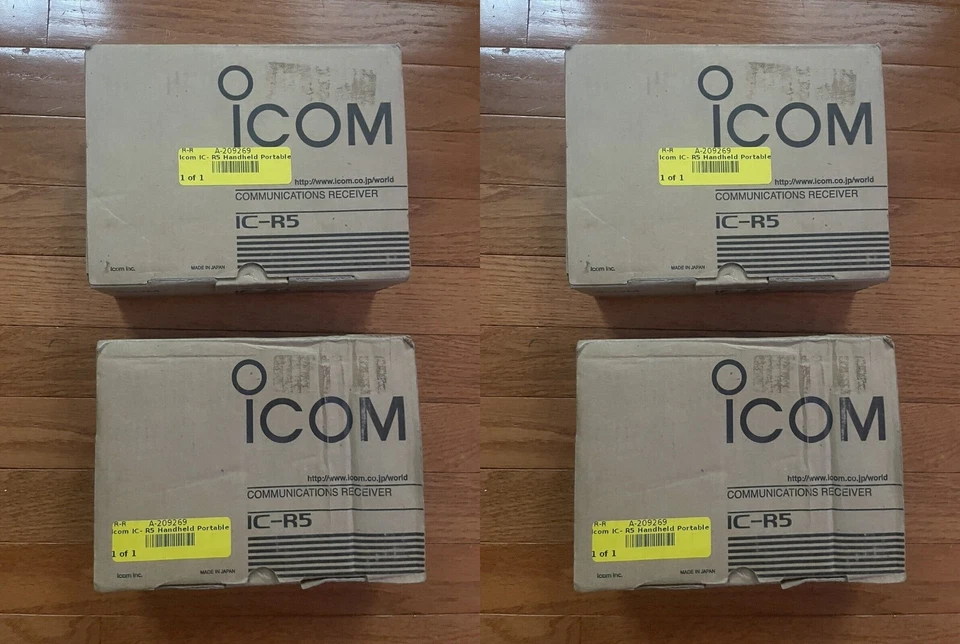 ICOM
R-R A-209269
Icom IC- R5 Handheld Portable
1 of 1
http://www.icom.co.jp/world
COMMUNICATIONS RECEIVER
IC-R5
Icom Inc. MADE IN JAPAN
ICOM
R-R A-209269
Icom IC- R5 Handheld Portable
1 of 1
http://www.icom.co.jp/world
COMMUNICATIONS RECEIVER
IC-R5
Icom Inc. MADE IN JAPAN
ICOM
http://www.icom.co.jp/world
COMMUNICATIONS RECEIVER
IC-R5
R-R A-209269
Icom IC- R5 Handheld Portable
1 of 1
Icom Inc. MADE IN JAPAN
ICOM
http://www.icom.co.jp/world
COMMUNICATIONS RECEIVER
IC-R5
R-R A-209269
Icom IC- R5 Handheld Portable
1 of 1
Icom Inc. MADE IN JAPAN